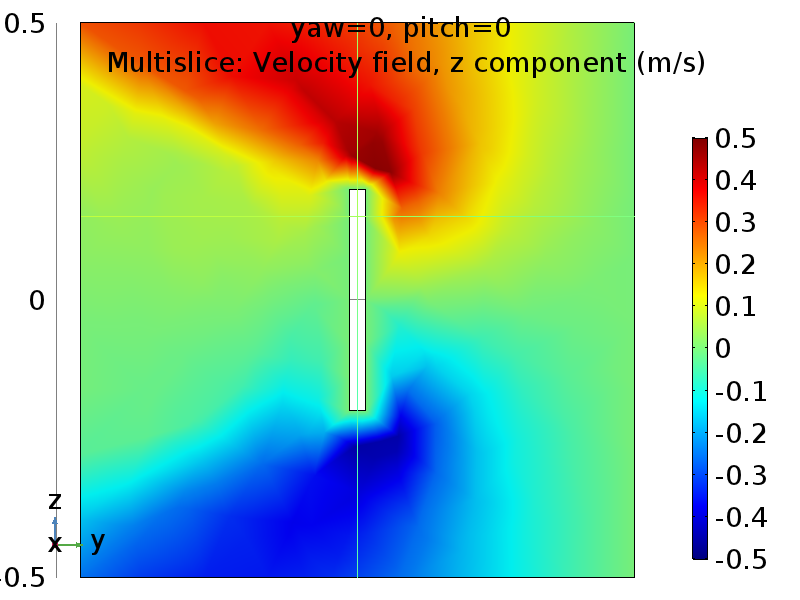 0.5
yaw=0, pitch=0
Multislice: Velocity field, z component (m/s)
0.5
0.4
0.3
0.2
0
0.1
0
-0.1
-0.2
-0.3
-0.4
z
x
y
-0.5
-0.5